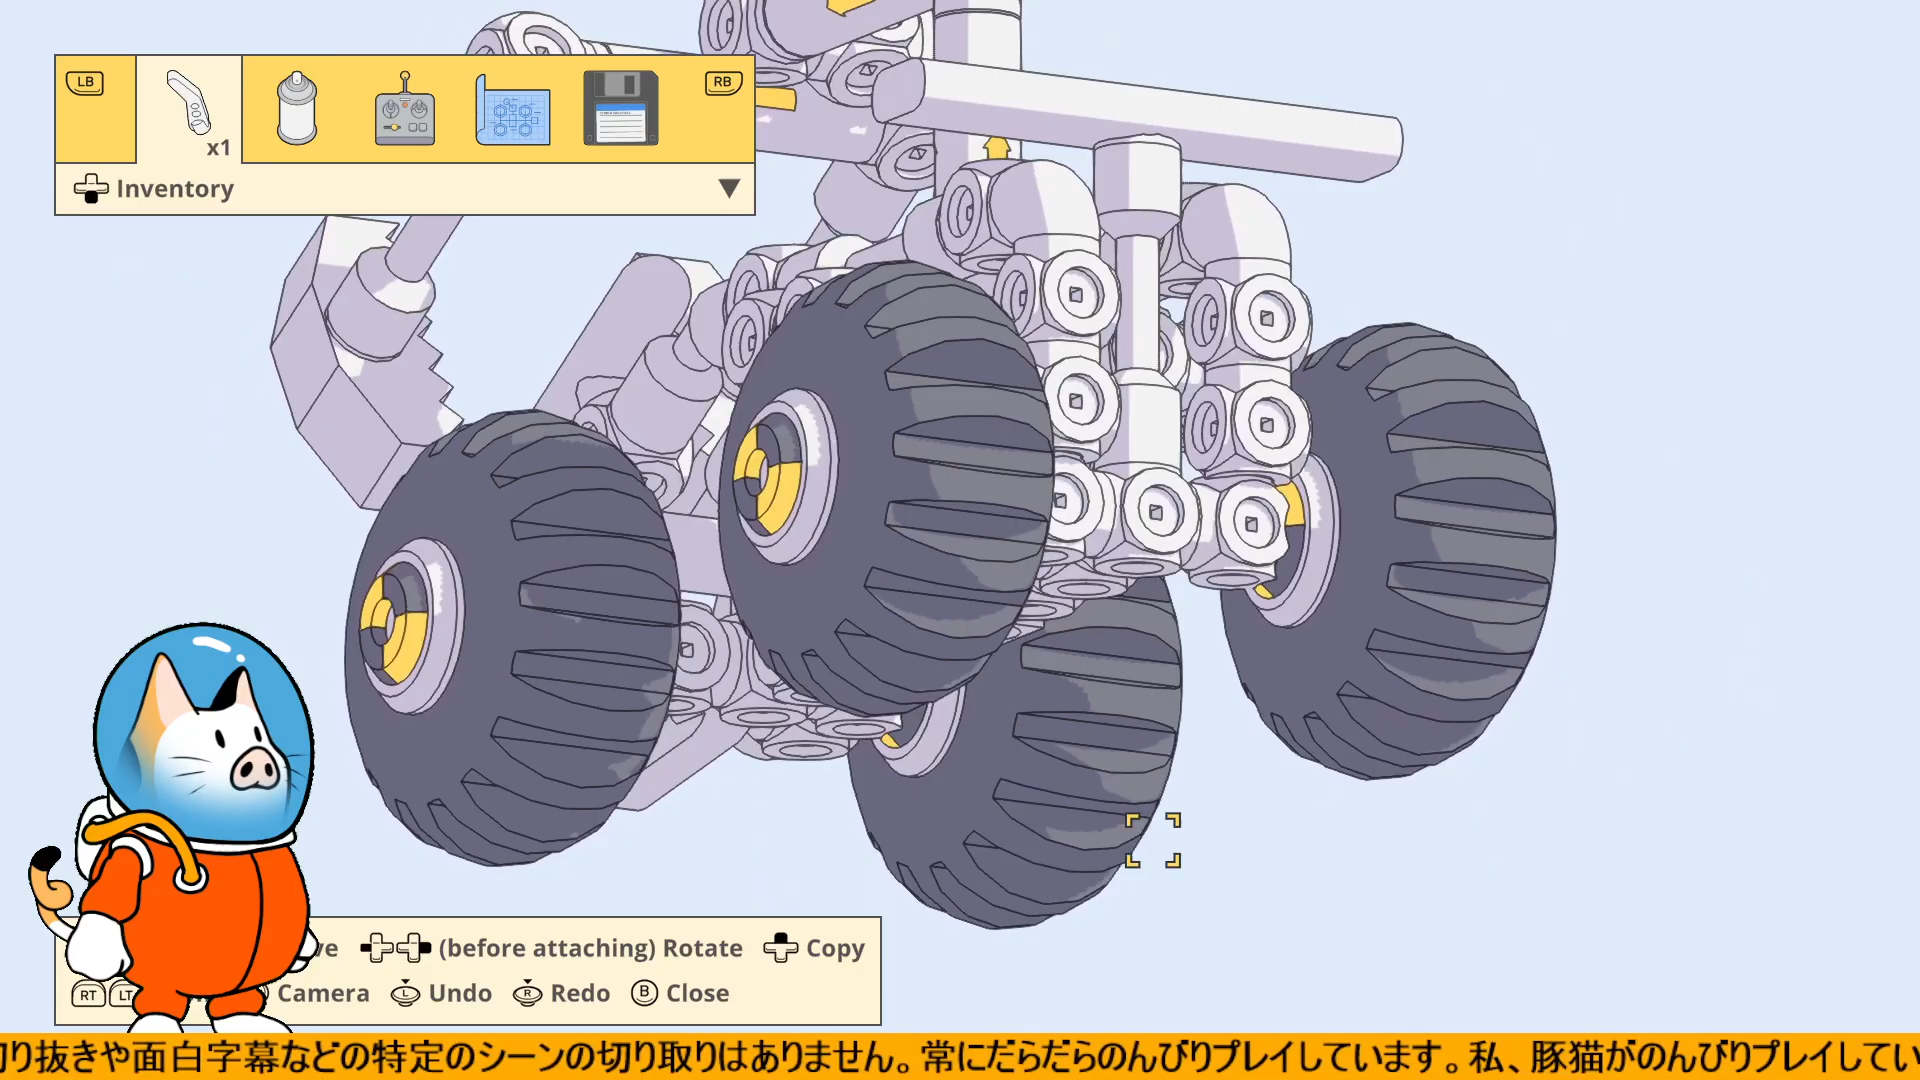 LB
x1
RB
Inventory
ve (before attaching) Rotate Copy
RT LT Camera L Undo R Redo B Close
り抜きや面白字幕などの特定のシーンの切り取りはありません。常にだらだらのんびりプレイしています。私、豚猫がのんびりプレイしてい